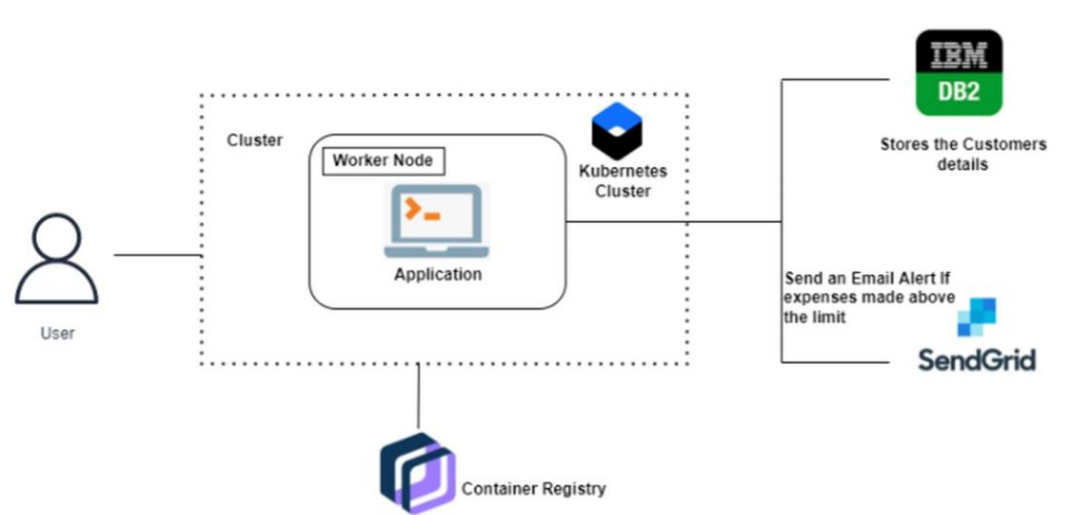 IBM
DB2
Stores the Customers
details
Cluster
Worker Node
Kubernetes
Cluster
Application
User
Send an Email Alert If
expenses made above
the limit
SendGrid
Container Registry